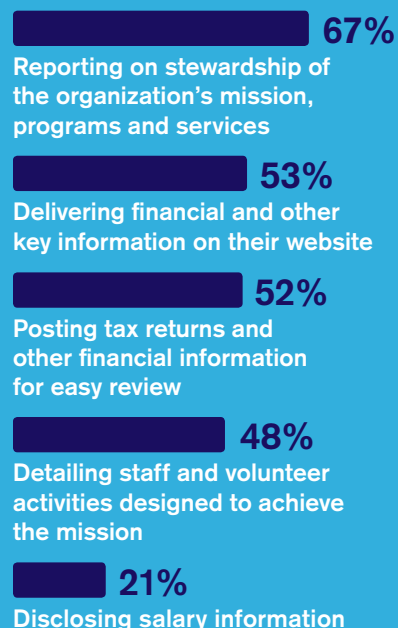 67%
Reporting on stewardship of
the organization’s mission,
programs and services
53%
Delivering financial and other
key information on their website
52%
Posting tax returns and
other financial information
for easy review
48%
Detailing staff and volunteer
activities designed to achieve
the mission
21%
Disclosing salary information